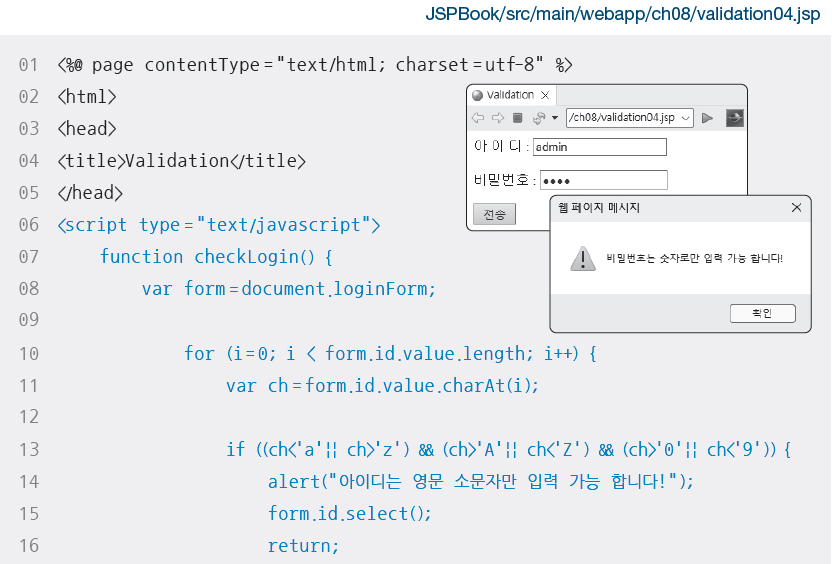 JSPBook/src/main/webapp/ch08/validation04.jsp
01 <%@ page contentType="text/html; charset=utf-8" %>
02 <html>
03 <head>
04 <title>Validation</title>
05 </head>
06 <script type="text/javascript">
07 function checkLogin() {
08 var form=document.loginForm;
09
10 for (i=0; i < form.id.value.length; i++) {
11 var ch=form.id.value.charAt(i);
12
13 if ((ch<'a'|| ch>'z') && (ch>'A'|| ch<'Z') && (ch>'0'|| ch<'9')) {
14 alert("아이디는 영문 소문자만 입력 가능 합니다!");
15 form.id.select();
16 return;
Validation
/ch08/validation04.jsp
아 이 디 : admin
비밀번호 : ••••
전송
웹 페이지 메시지
비밀번호는 숫자로만 입력 가능 합니다!
확인